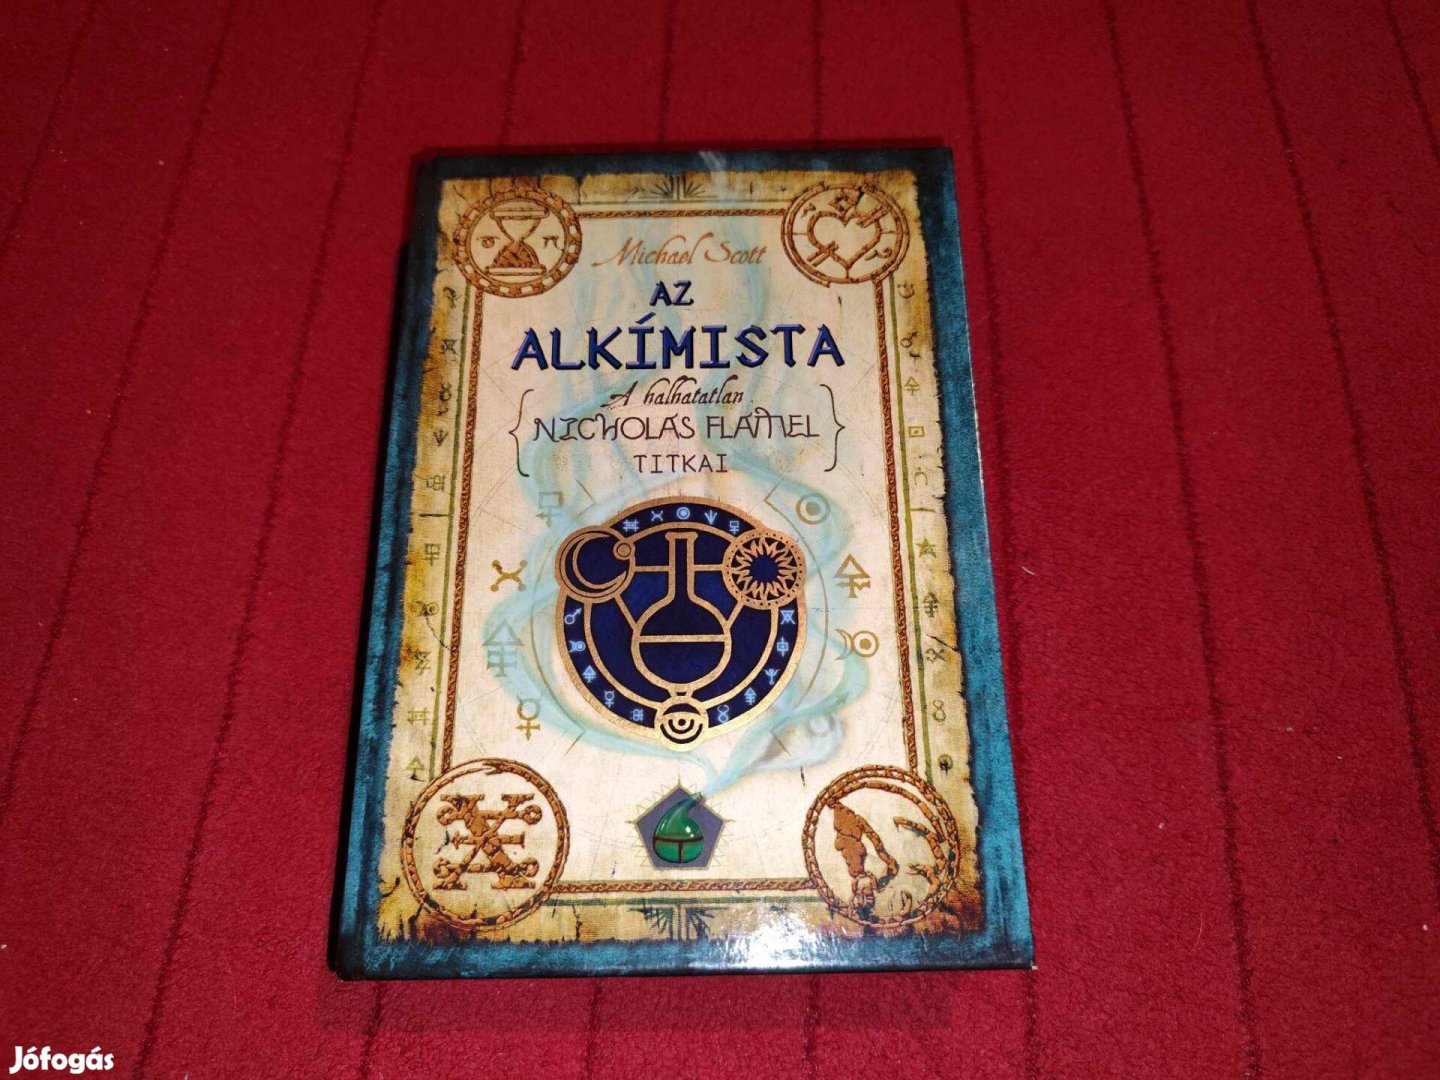 Michael Scott
AZ
ALKÍMISTA
A halhatatlan
NICHOLAS FLAMEL
TITKAI
Jófogás